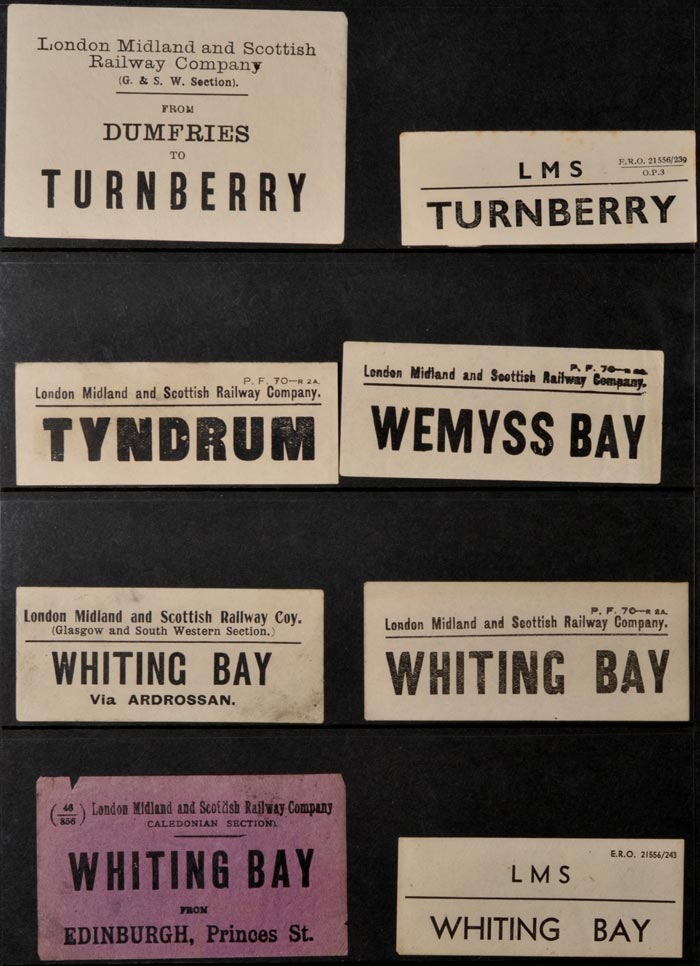 London Midland and Scottish
Railway Company
(G. & S. W. Section).
FROM
DUMFRIES
TO
TURNBERRY
E.R.O. 21556/239
O.P.3
LMS
TURNBERRY
P. F. 70—R 2A.
London Midland and Scottish Railway Company.
TYNDRUM
P. F. 70—R 2A.
London Midland and Scottish Railway Company.
WEMYSS BAY
London Midland and Scottish Railway Coy.
(Glasgow and South Western Section.)
WHITING BAY
Via ARDROSSAN.
P. F. 70—R 2A.
London Midland and Scottish Railway Company.
WHITING BAY
(46/856) London Midland and Scottish Railway Company
CALEDONIAN SECTION).
WHITING BAY
FROM
EDINBURGH, Princes St.
E.R.O. 21556/243
LMS
WHITING BAY